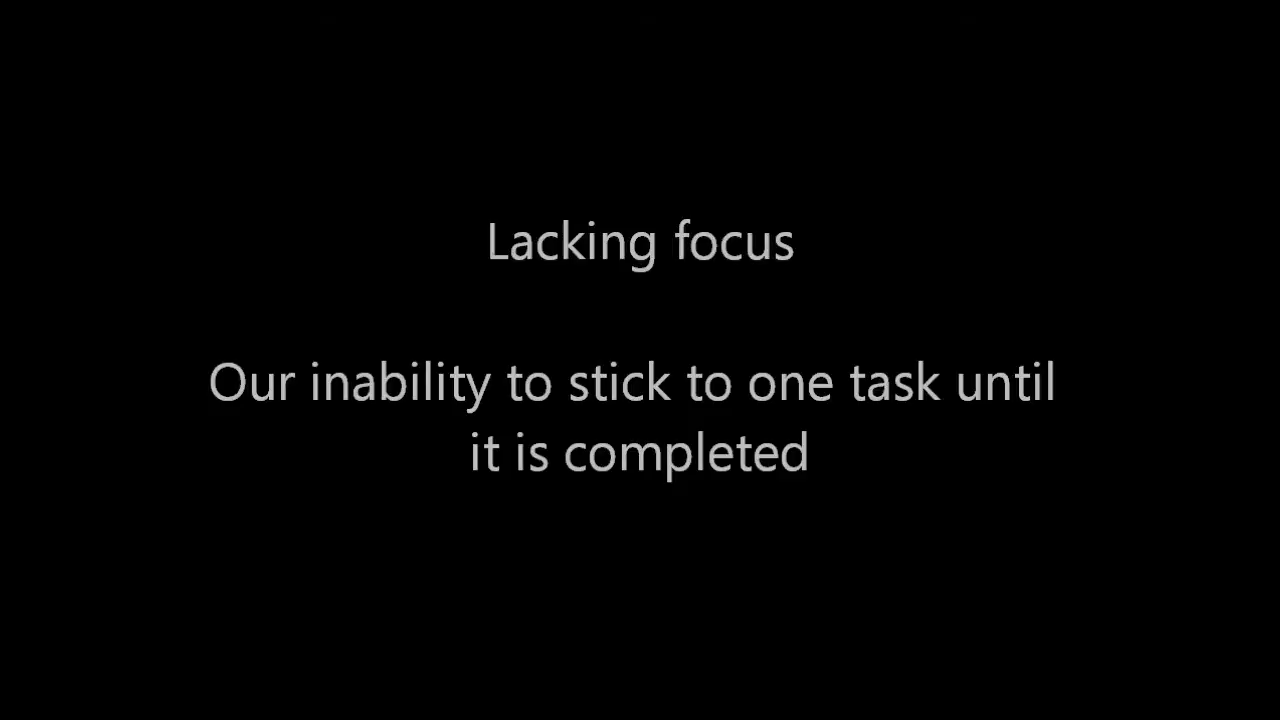 Lacking focus
Our inability to stick to one task until
it is completed